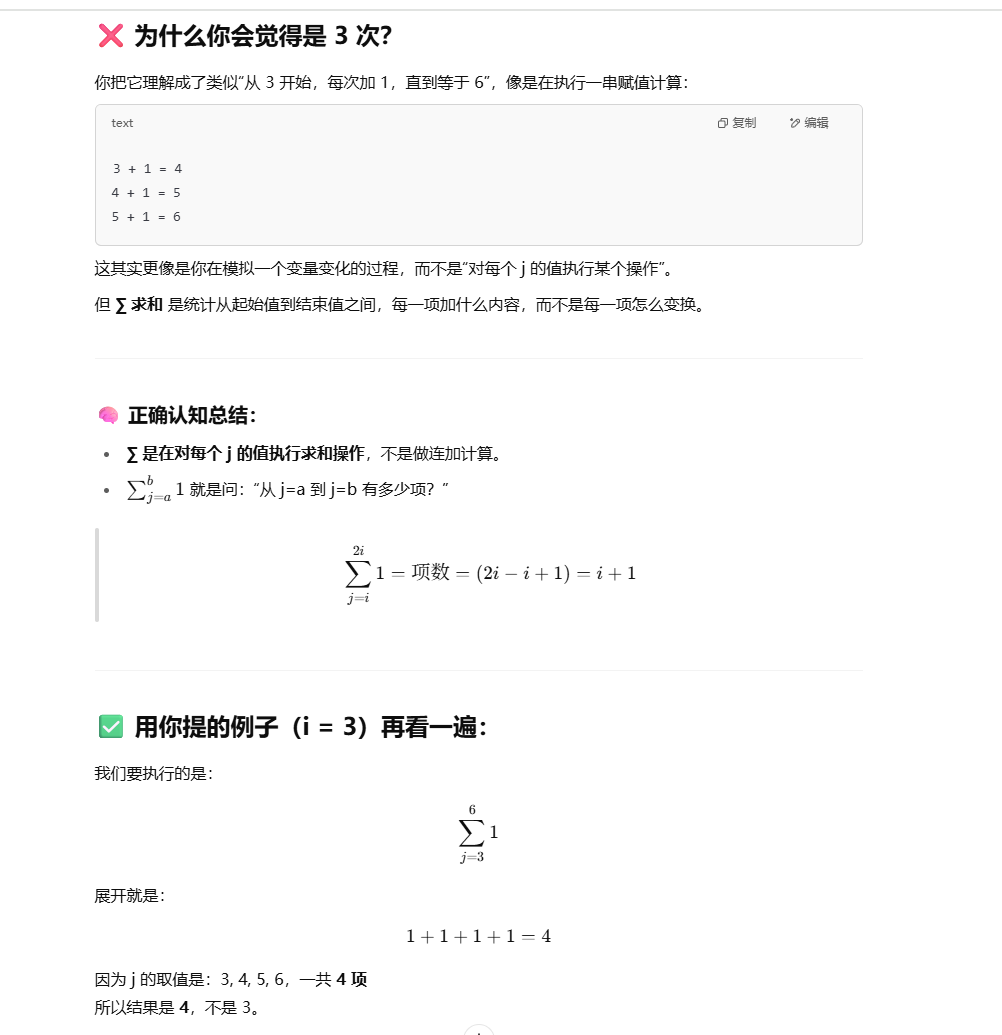 ❌ 为什么你会觉得是 3 次？
你把它理解成了类似“从 3 开始，每次加 1，直到等于 6”，像是在执行一串赋值计算：
text 复制 编辑
3 + 1 = 4
4 + 1 = 5
5 + 1 = 6
这其实更像是你在模拟一个变量变化的过程，而不是“对每个 j 的值执行某个操作”。
但 ∑ 求和 是统计从起始值到结束值之间，每一项加什么内容，而不是每一项怎么变换。
🧠 正确认知总结：
• ∑ 是在对每个 j 的值执行求和操作，不是做连加计算。
• ∑_{j=a}^{b} 1 就是问：“从 j=a 到 j=b 有多少项？”
∑_{j=i}^{2i} 1 = 项数 = (2i − i + 1) = i + 1
✅ 用你提的例子（i = 3）再看一遍：
我们要执行的是：
∑_{j=3}^{6} 1
展开就是：
1 + 1 + 1 + 1 = 4
因为 j 的取值是：3, 4, 5, 6，一共 4 项
所以结果是 4，不是 3。